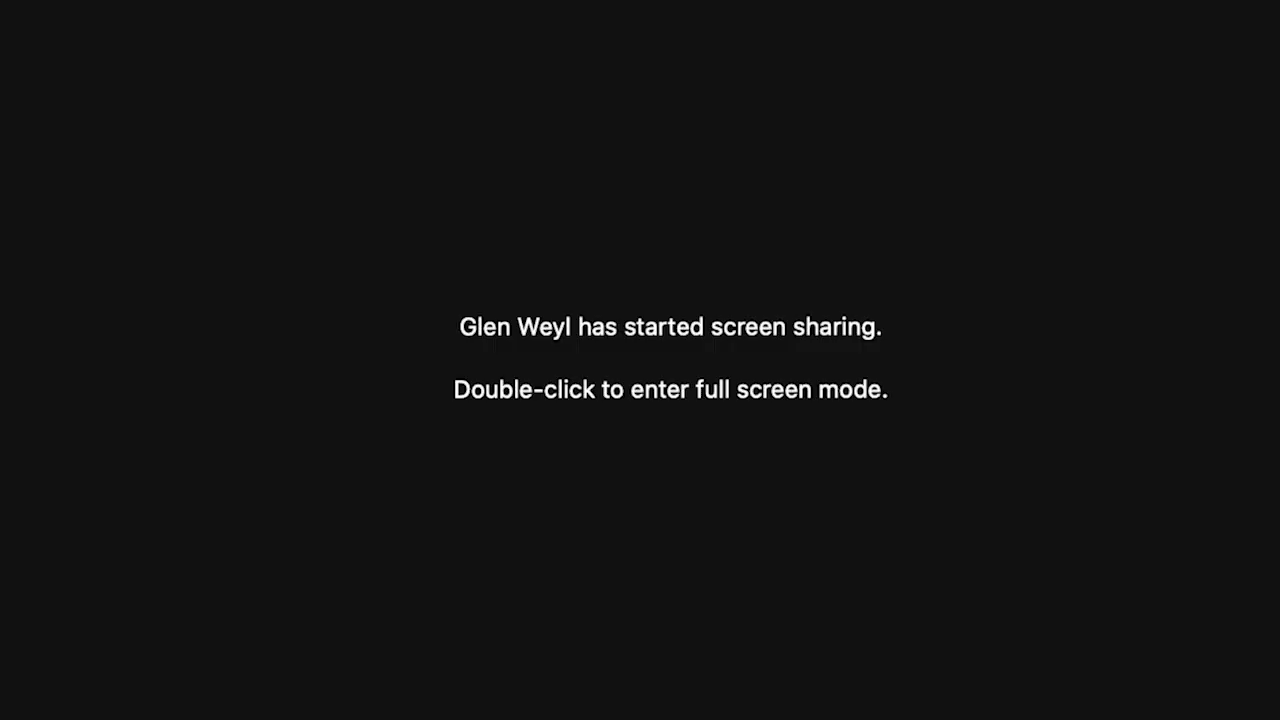 Glen Weyl has started screen sharing.
Double-click to enter full screen mode.